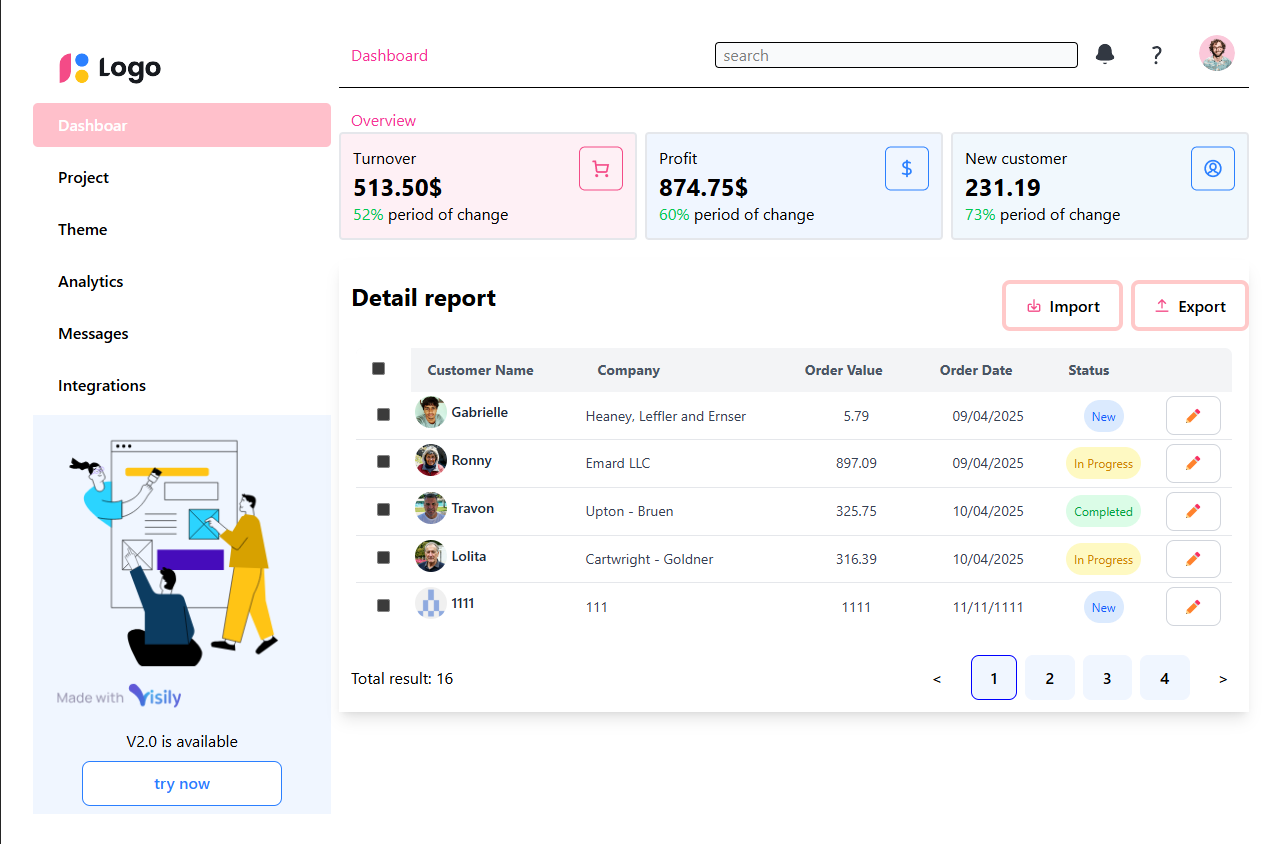 Logo
Dashboard
search
?
Dashboar
Project
Theme
Analytics
Messages
Integrations
Made with Visily
V2.0 is available
try now
Overview
Turnover
513.50$
52% period of change
Profit
874.75$
60% period of change
$
New customer
231.19
73% period of change
Detail report
Import
Export
Customer Name Company Order Value Order Date Status
Gabrielle Heaney, Leffler and Ernser 5.79 09/04/2025 New
Ronny Emard LLC 897.09 09/04/2025 In Progress
Travon Upton - Bruen 325.75 10/04/2025 Completed
Lolita Cartwright - Goldner 316.39 10/04/2025 In Progress
1111 111 1111 11/11/1111 New
Total result: 16 < 1 2 3 4 >